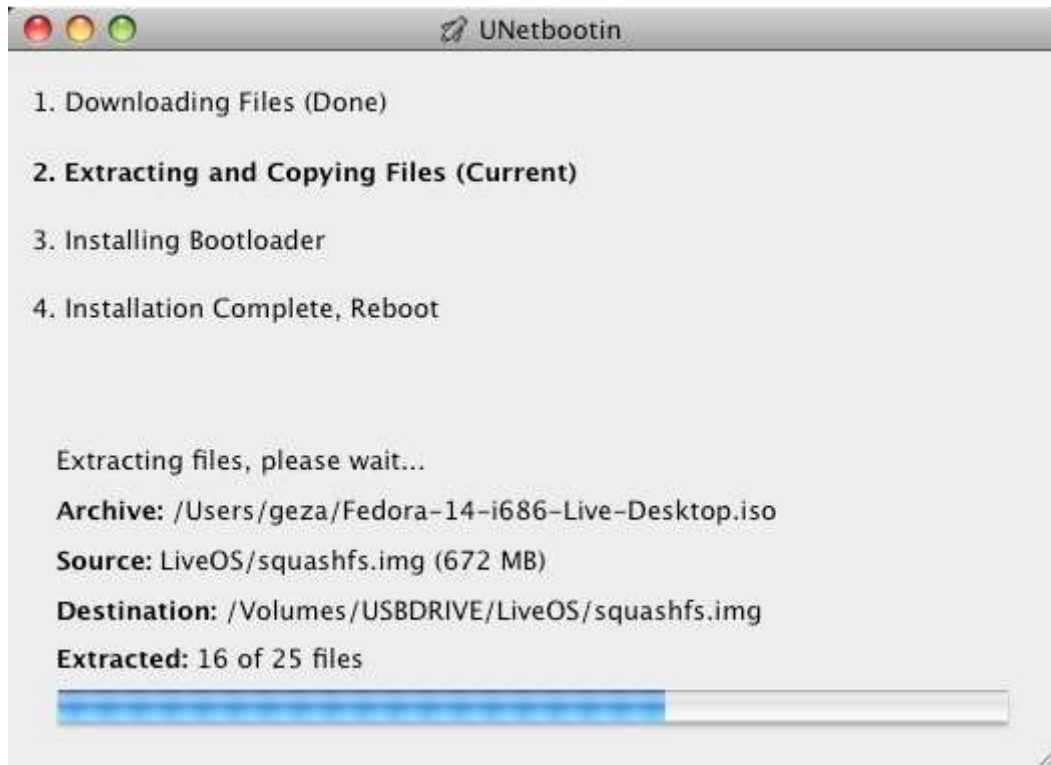 UNetbootin
1. Downloading Files (Done)
2. Extracting and Copying Files (Current)
3. Installing Bootloader
4. Installation Complete, Reboot
Extracting files, please wait...
Archive: /Users/geza/Fedora-14-i686-Live-Desktop.iso
Source: LiveOS/squashfs.img (672 MB)
Destination: /Volumes/USBDRIVE/LiveOS/squashfs.img
Extracted: 16 of 25 files